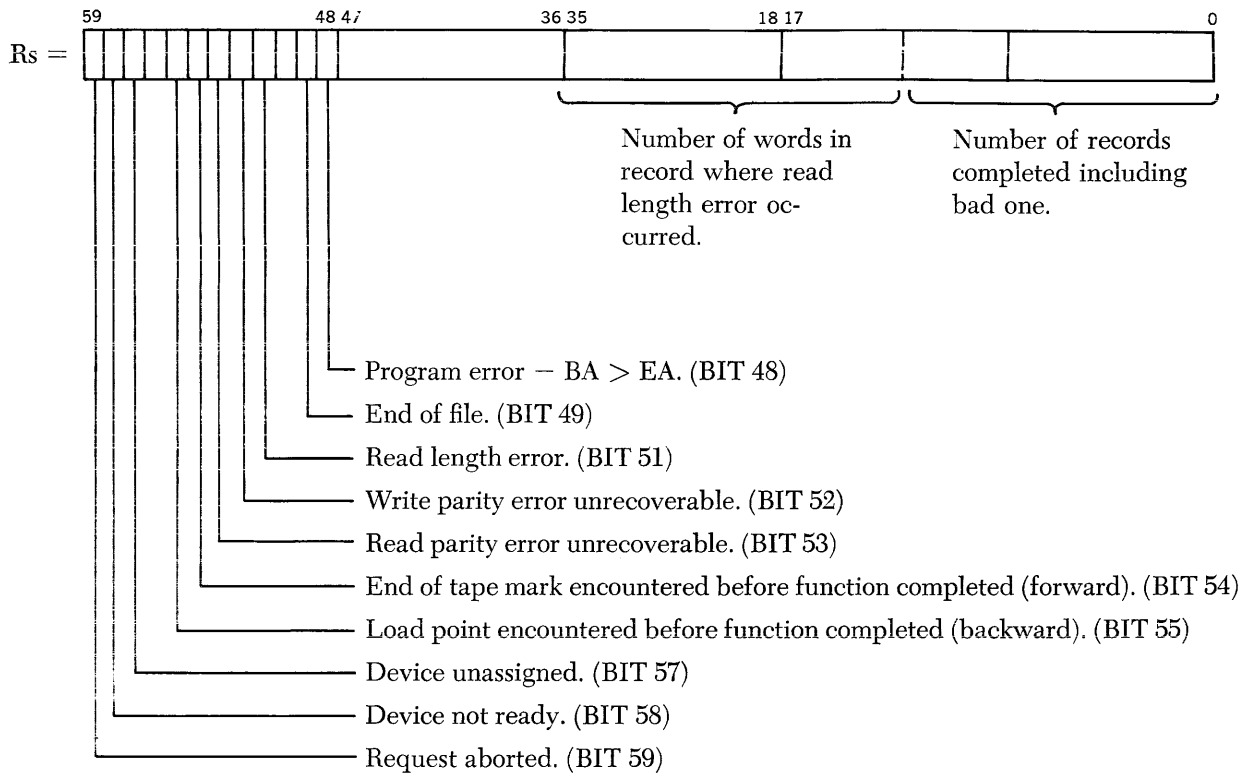 59 48 4 36 35 18 17 0
Rs =
Number of words in
record where read
length error oc-
curred.
Number of records
completed including
bad one.
Program error – BA > EA. (BIT 48)
End of file. (BIT 49)
Read length error. (BIT 51)
Write parity error unrecoverable. (BIT 52)
Read parity error unrecoverable. (BIT 53)
End of tape mark encountered before function completed (forward). (BIT 54)
Load point encountered before function completed (backward). (BIT 55)
Device unassigned. (BIT 57)
Device not ready. (BIT 58)
Request aborted. (BIT 59)